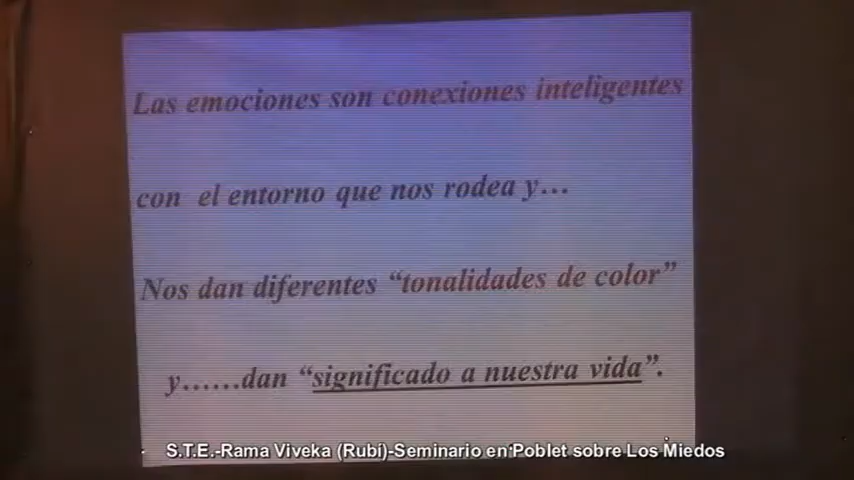 Las emociones son conexiones inteligentes
con el entorno que nos rodea y...
Nos dan diferentes “tonalidades de color”
y......dan “significado a nuestra vida”.
S.T.E.-Rama Viveka (Rubí)-Seminario en Poblet sobre Los Miedos